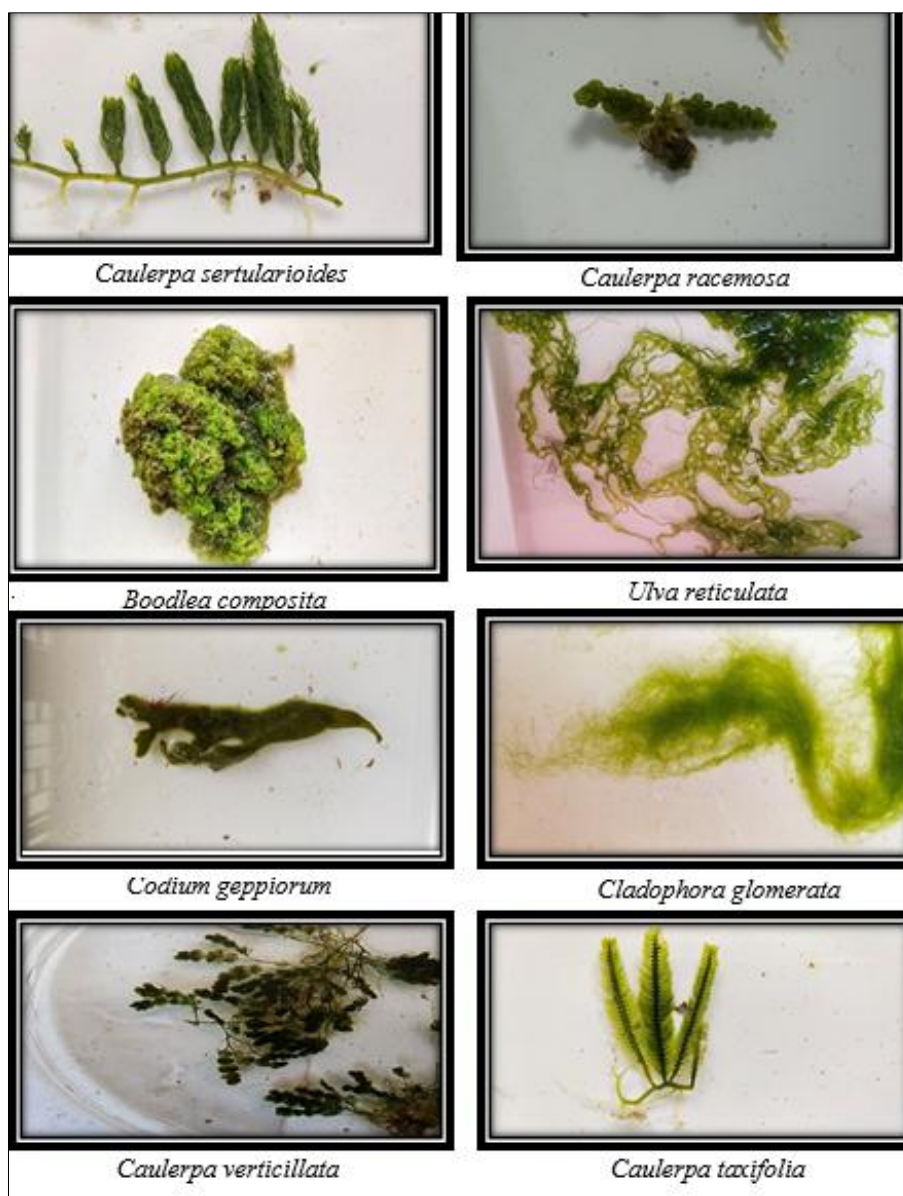 Caulerpa sertularioides
Caulerpa racemosa
Boodlea composita
Ulva reticulata
Codium geppiorum
Cladophora glomerata
Caulerpa verticillata
Caulerpa taxifolia